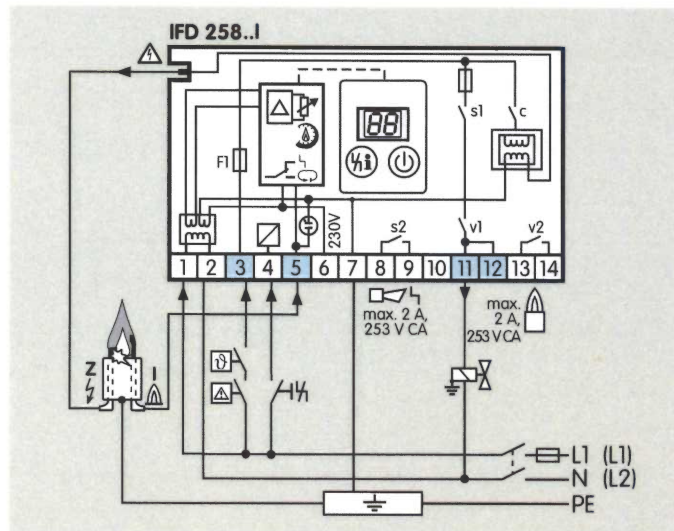 IFD 258..I
88
s1
c
F1
i
230V
s2
v1
v2
1 2 3 4 5 6 7 8 9 10 11 12 13 14
max.
2 A,
253 V CA
max.
2 A,
253 V CA
Z
I
ϑ
L1 (L1)
N (L2)
PE